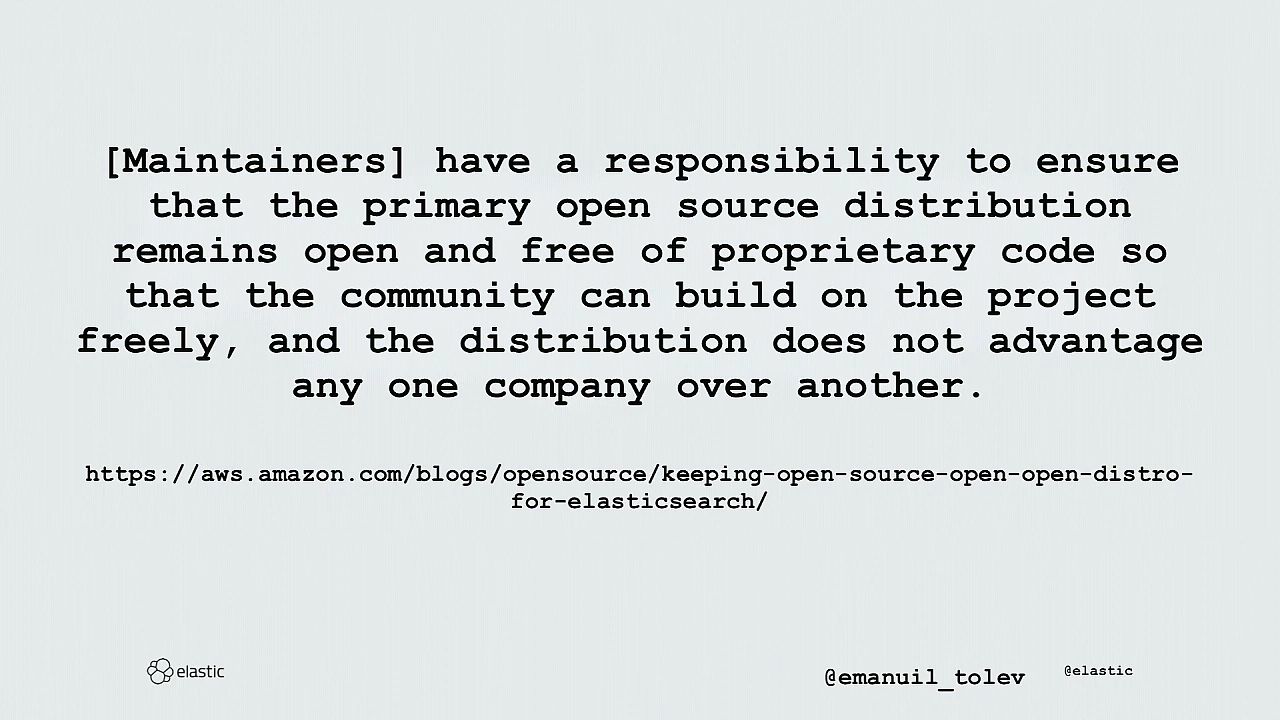 [Maintainers] have a responsibility to ensure
that the primary open source distribution
remains open and free of proprietary code so
that the community can build on the project
freely, and the distribution does not advantage
any one company over another.
https://aws.amazon.com/blogs/opensource/keeping-open-source-open-open-distro-
for-elasticsearch/
elastic
@emanuil_tolev
@elastic